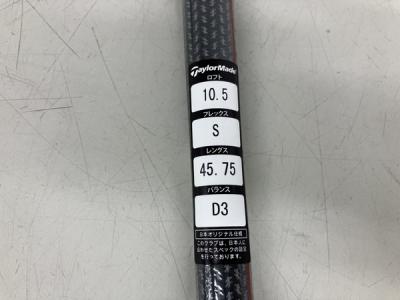 TaylorMade
ロフト
10.5
フレックス
S
レングス
45.75
バランス
D3
日本オリジナル仕様
このクラブは、日本人に
合わせたスペックの設定
を行っております。